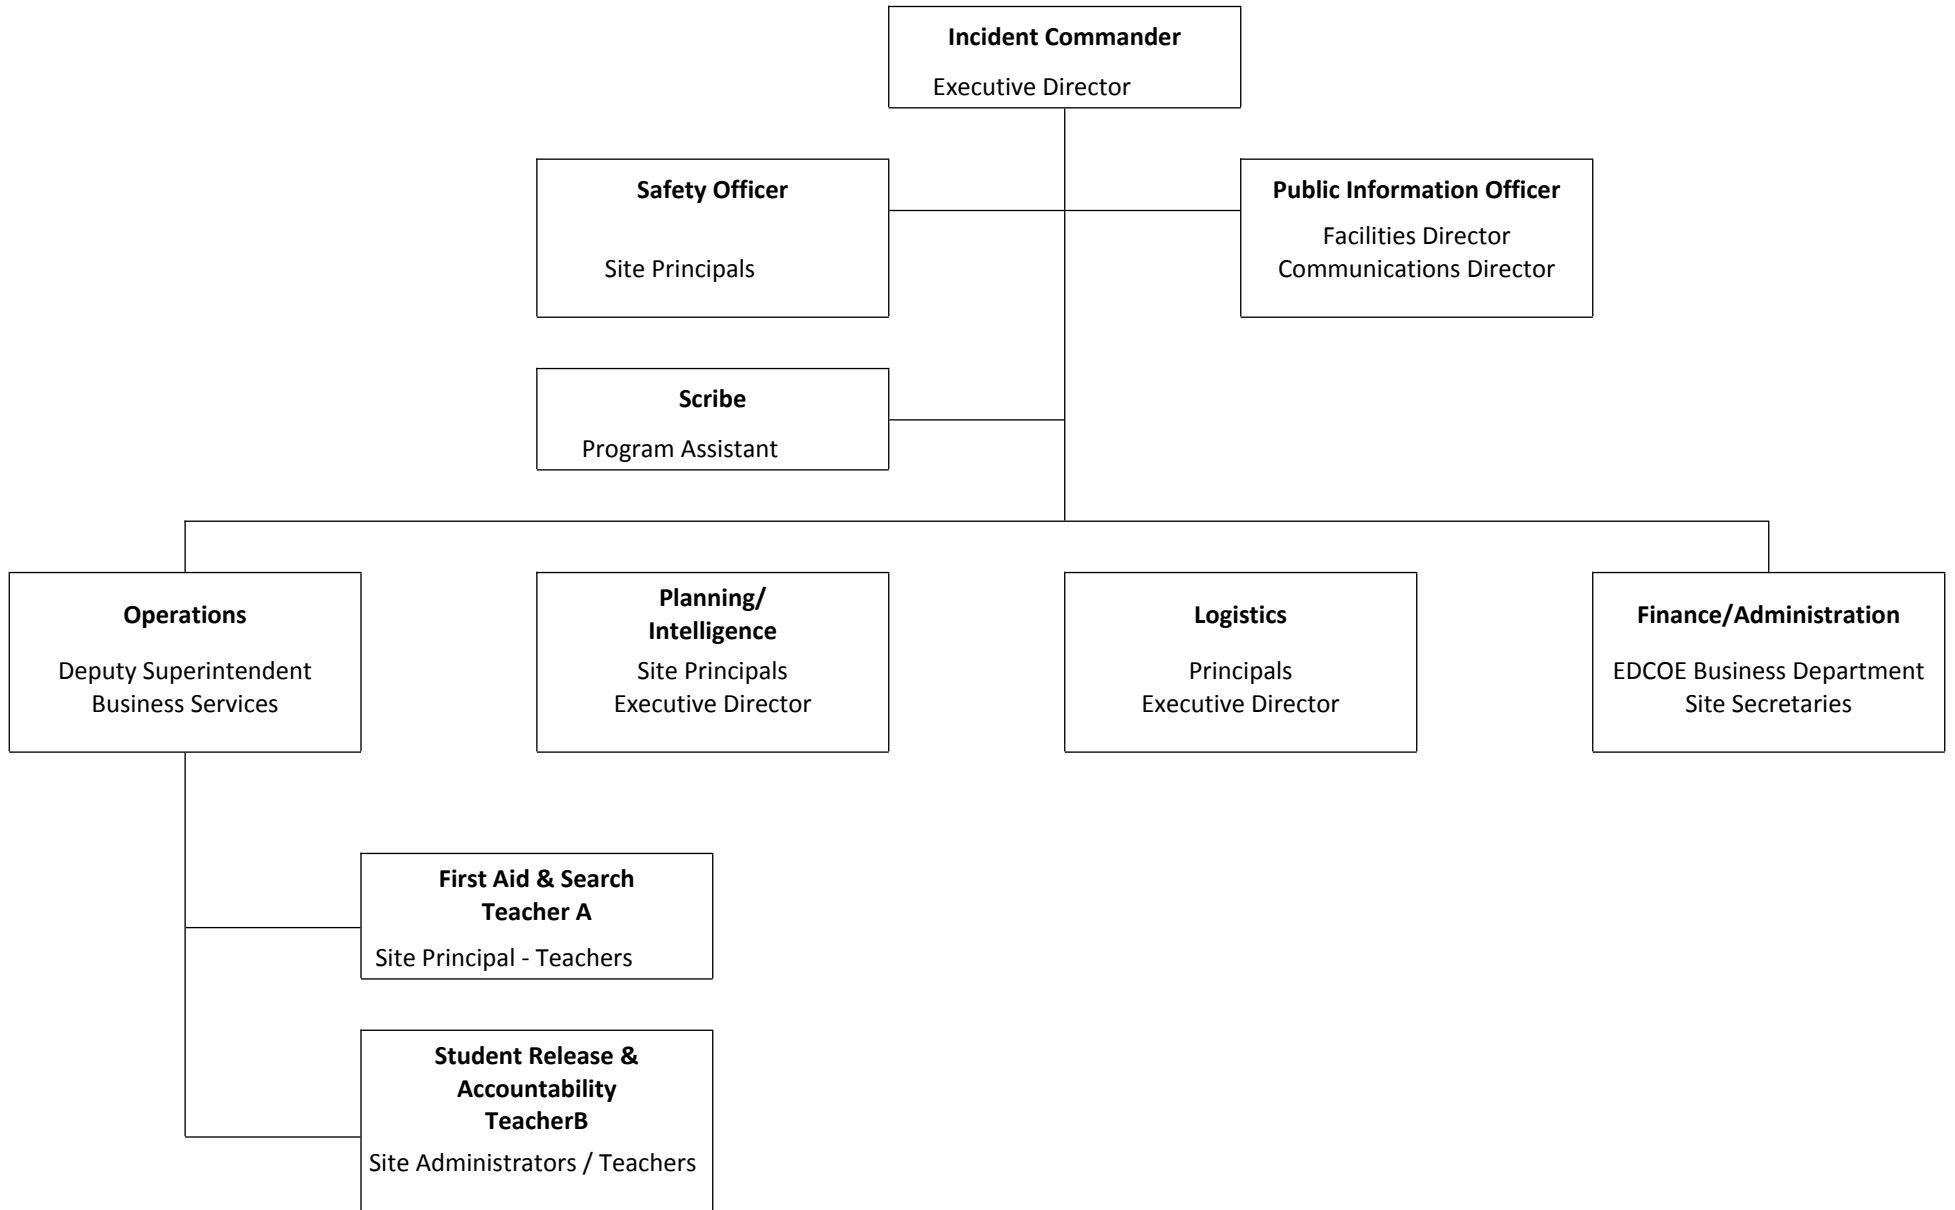 Incident Commander
Executive Director
Safety Officer
Site Principals
Public Information Officer
Facilities Director
Communications Director
Scribe
Program Assistant
Operations
Deputy Superintendent
Business Services
Planning/
Intelligence
Site Principals
Executive Director
Logistics
Principals
Executive Director
Finance/Administration
EDCOE Business Department
Site Secretaries
First Aid & Search
Teacher A
Site Principal - Teachers
Student Release &
Accountability
TeacherB
Site Administrators / Teachers